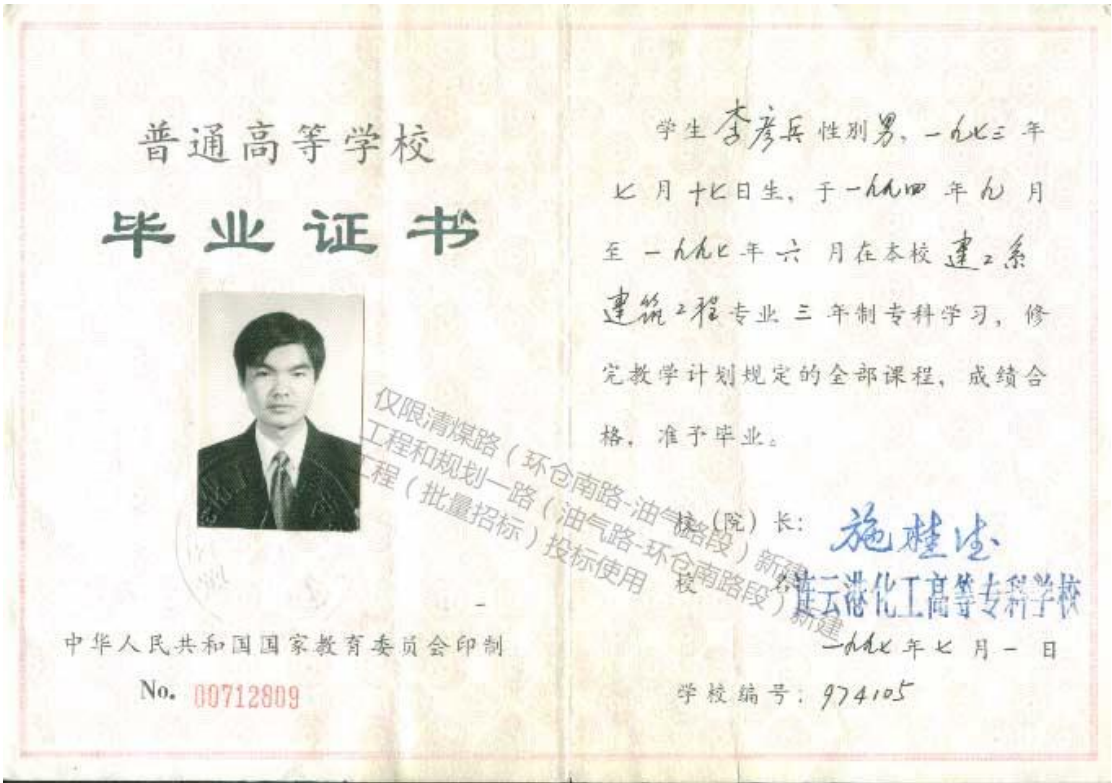 普通高等学校
毕业证书
中华人民共和国国家教育委员会印制
No. 00712809
学生李彦兵性别男，一九七三年
七月十七日生，于一九九四年九月
至一九九七年六月在本校建工系
建筑工程专业三年制专科学习，修
完教学计划规定的全部课程，成绩合
格，准予毕业。
校（院）长：施桂法
校名连云港化工高等专科学校
一九九七年七月一日
学校编号：974105
仅限清煤路（环仓南路-油气路段）新建
工程和规划一路（油气路-环仓南路段）新建
工程（批量招标）投标使用